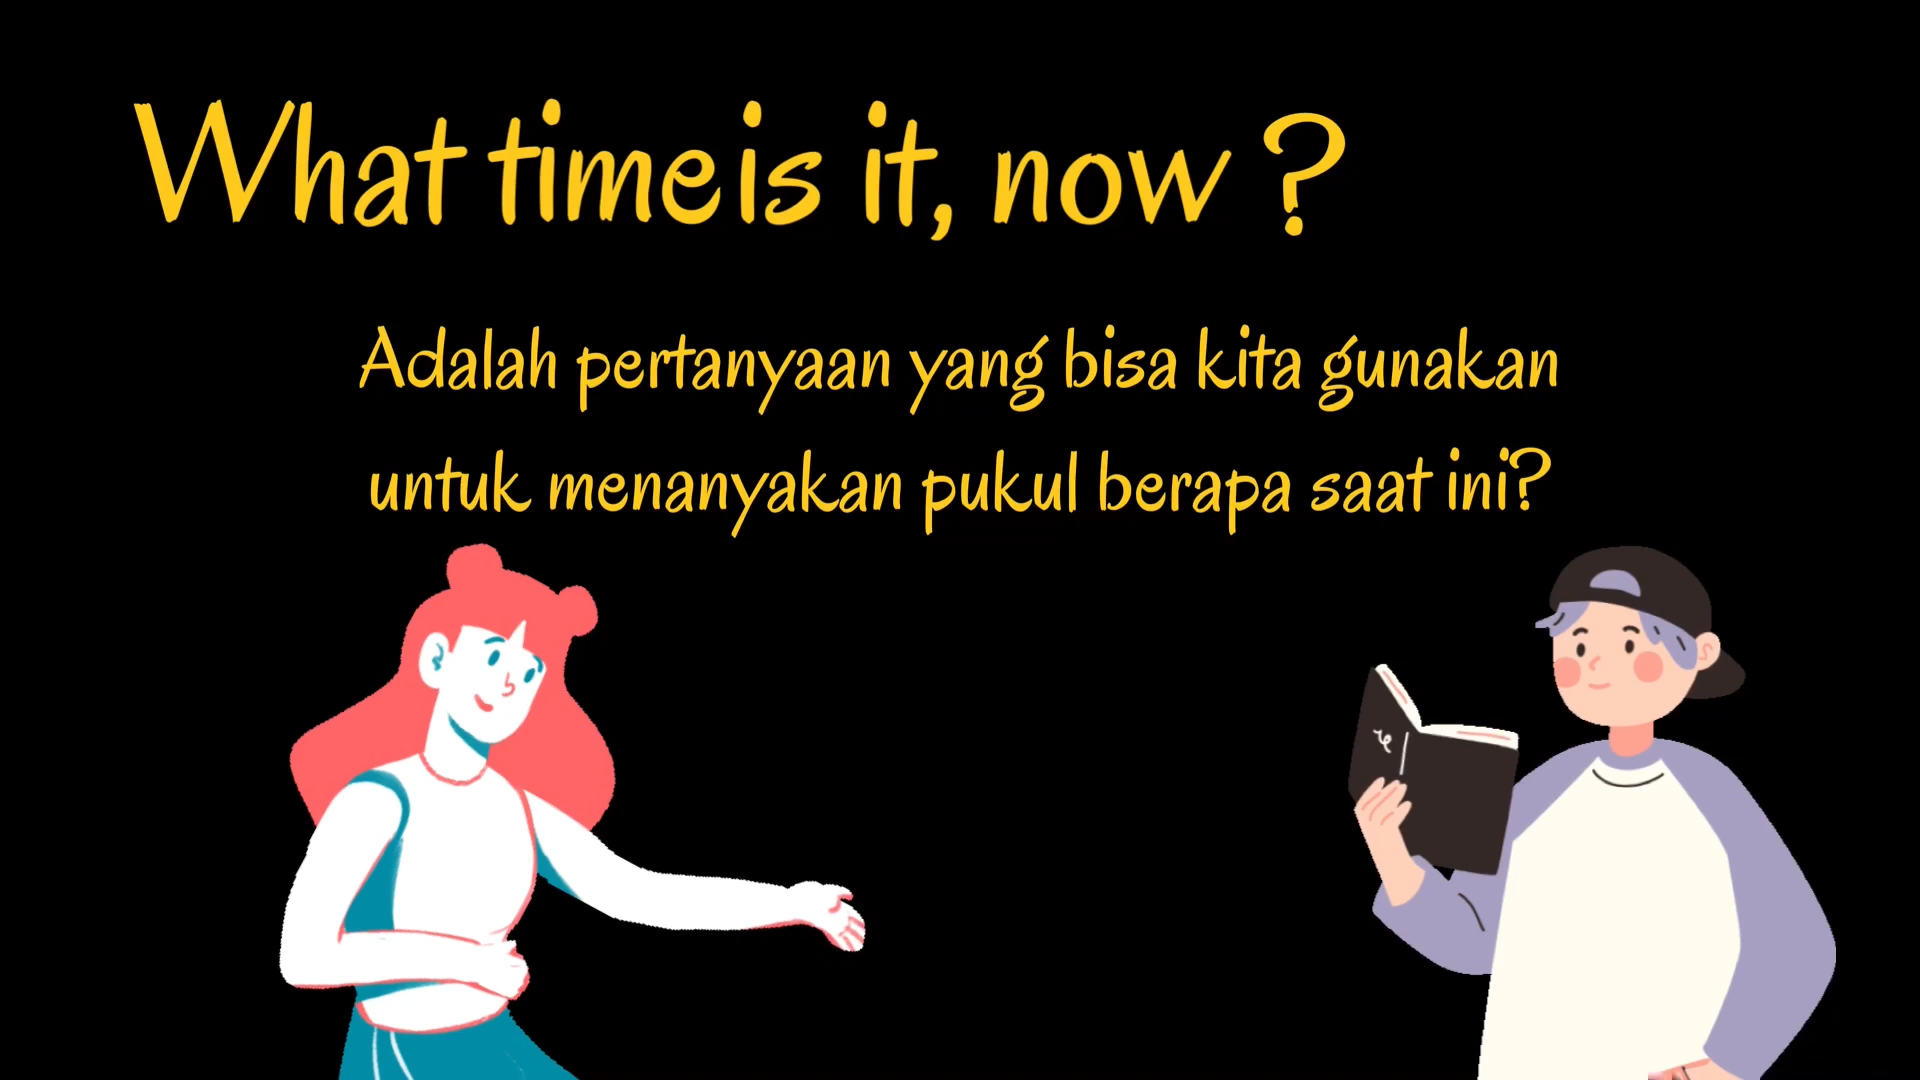 What time is it, now ?
Adalah pertanyaan yang bisa kita gunakan
untuk menanyakan pukul berapa saat ini?